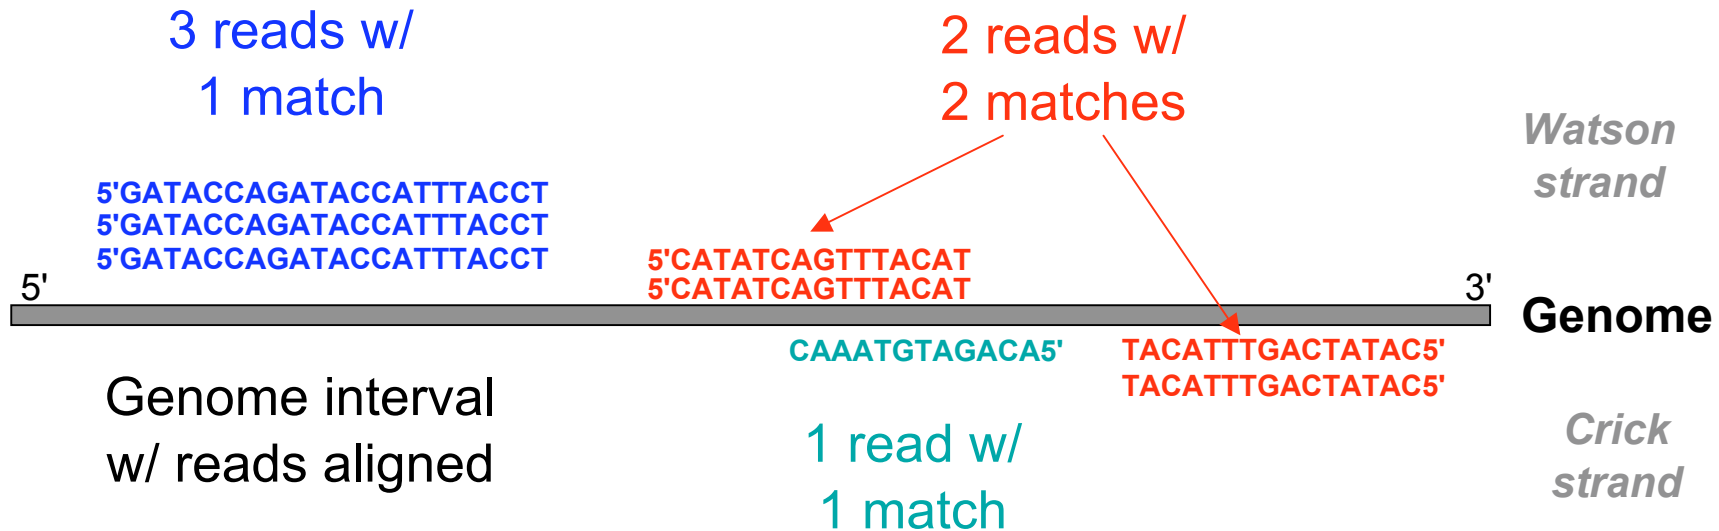 3 reads w/
1 match
2 reads w/
2 matches
Watson
strand
5'GATACCAGATACCATTTACCT
5'GATACCAGATACCATTTACCT
5'GATACCAGATACCATTTACCT
5'CATATCAGTTTACAT
5'CATATCAGTTTACAT
5'
3'
Genome
CAAATGTAGACA5'
TACATTTGACTATAC5'
TACATTTGACTATAC5'
Genome interval
w/ reads aligned
1 read w/
1 match
Crick
strand